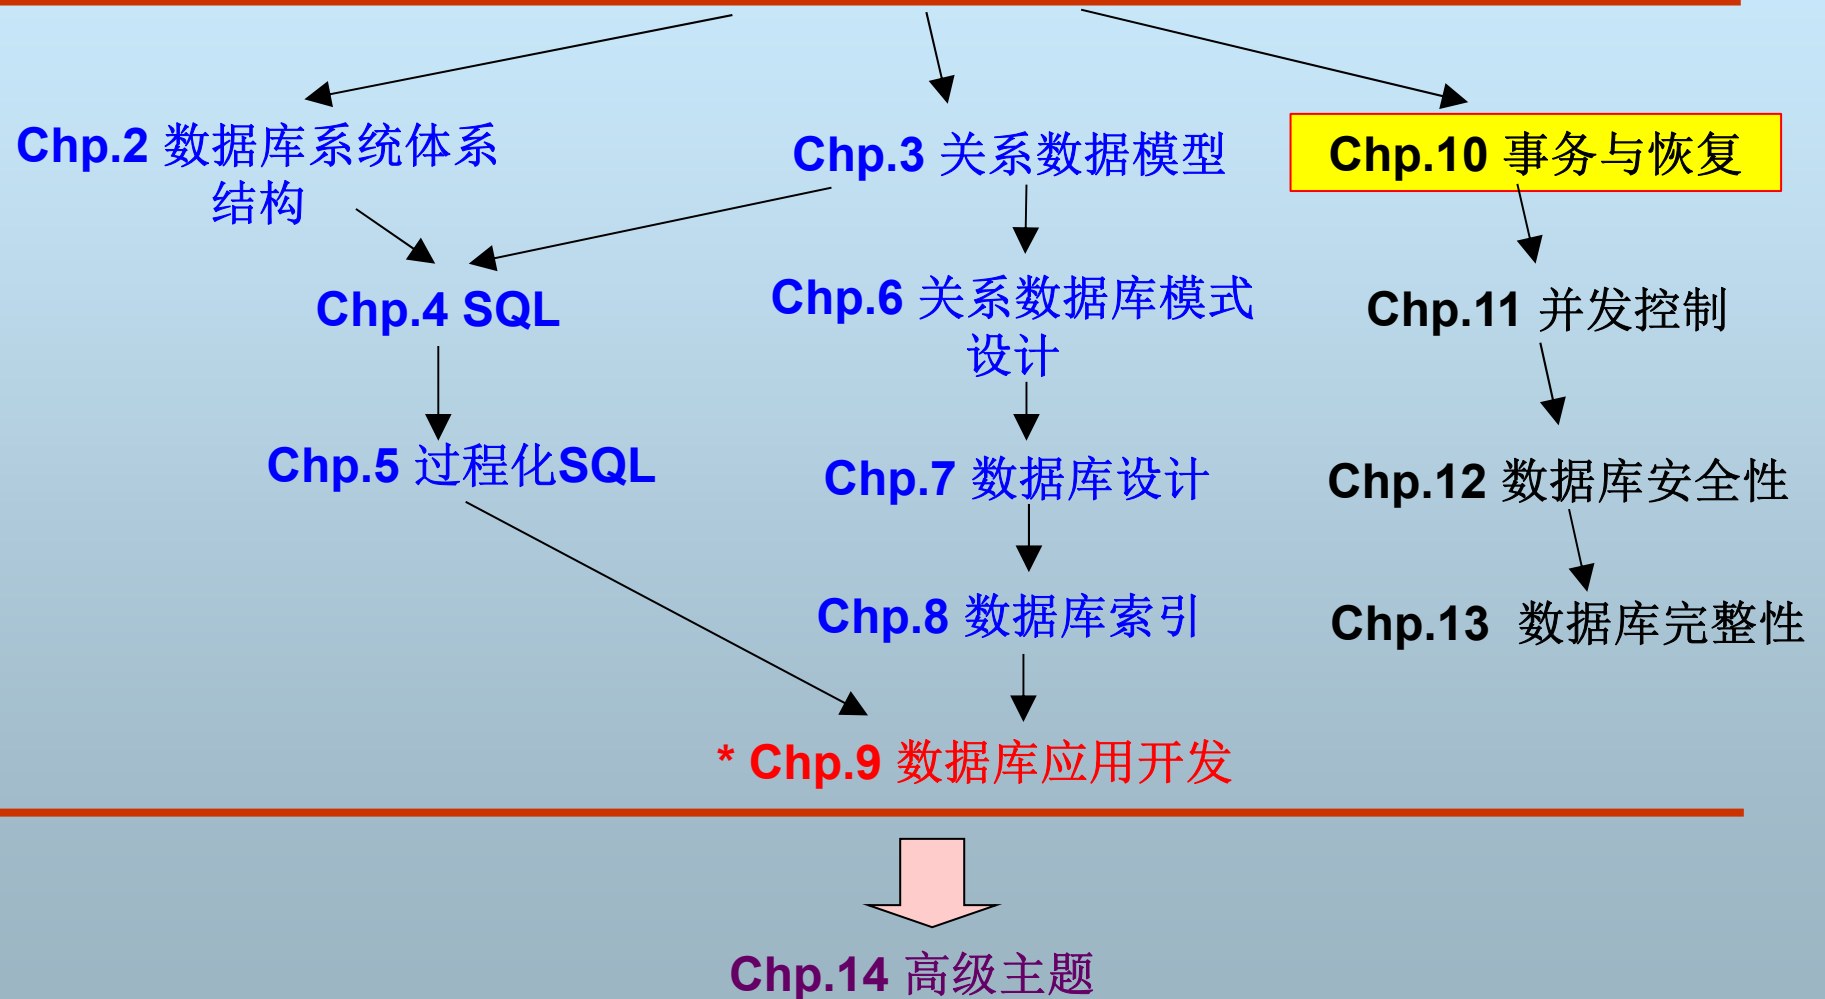 Chp.2 数据库系统体系
结构
Chp.3 关系数据模型
Chp.10 事务与恢复
Chp.4 SQL
Chp.6 关系数据库模式
设计
Chp.11 并发控制
Chp.5 过程化SQL
Chp.7 数据库设计
Chp.12 数据库安全性
Chp.8 数据库索引
Chp.13 数据库完整性
* Chp.9 数据库应用开发
Chp.14 高级主题